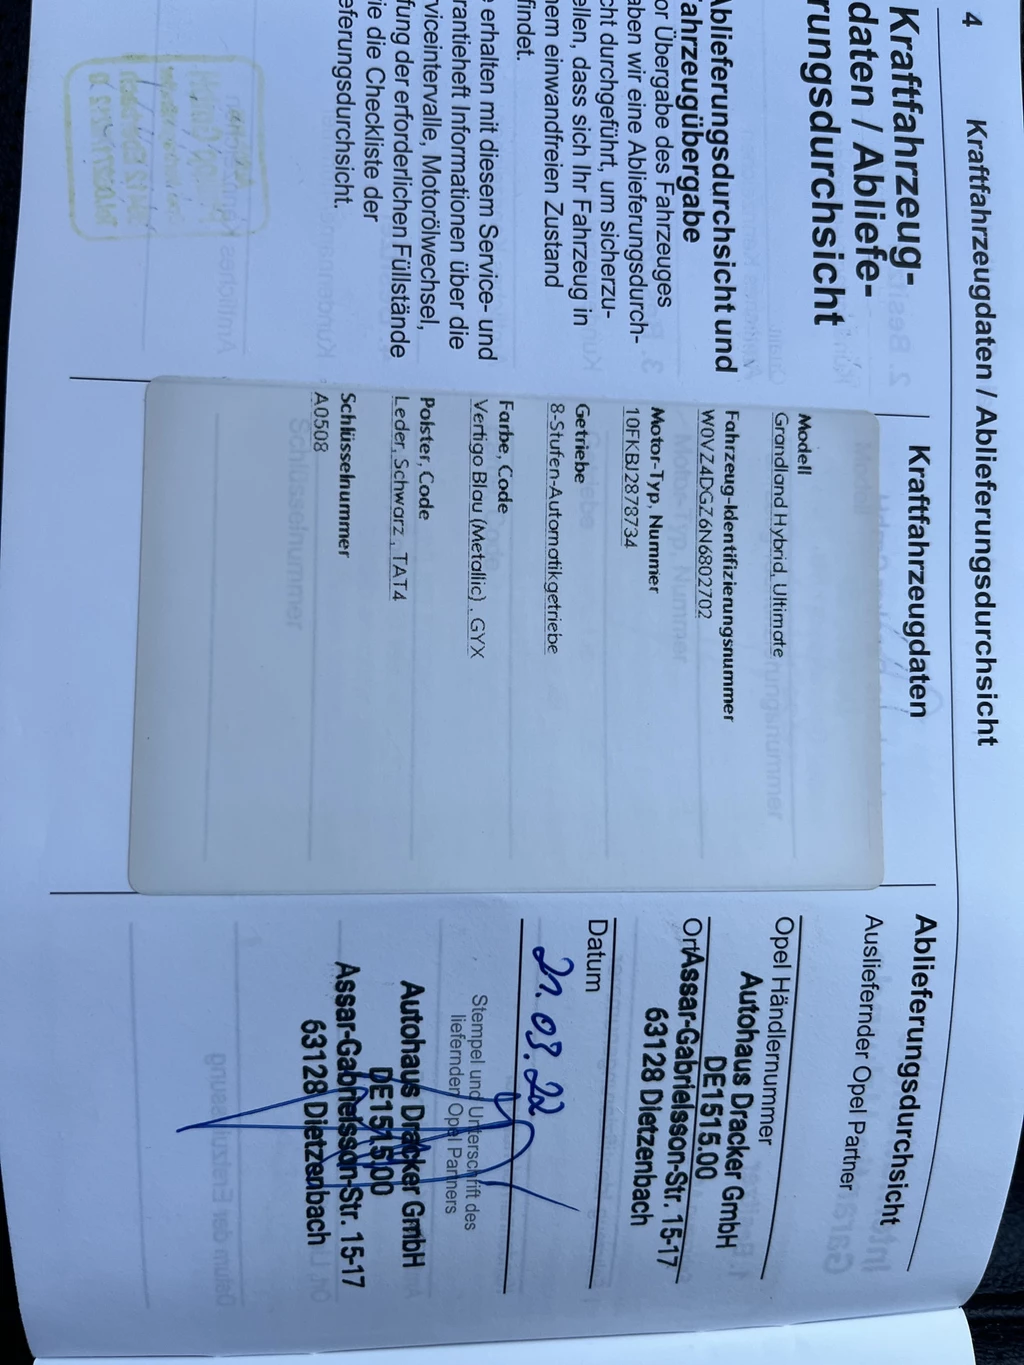 4
Kraftfahrzeugdaten / Ablieferungsdurchsicht
Kraftfahrzeug-
daten / Abliefe-
rungsdurchsicht
Ablieferungsdurchsicht und
ahrzeugübergabe
or Übergabe des Fahrzeuges
aben wir eine Ablieferungsdurch-
cht durchgeführt, um sicherzu-
ellen, dass sich Ihr Fahrzeug in
nem einwandfreien Zustand
findet.
e erhalten mit diesem Service- und
rantieheft Informationen über die
rviceintervalle, Motorölwechsel,
fung der erforderlichen Füllstände
ie die Checkliste der
eferungsdurchsicht.
Kraftfahrzeugdaten
Modell
Grandland Hybrid, Ultimate
Fahrzeug-Identifizierungsnummer
W0VZ4DGZ6N6802702
Motor-Typ, Nummer
10FKBJ2878734
Getriebe
8-Stufen-Automatikgetriebe
Farbe, Code
Vertigo Blau (Metallic) , GYX
Polster, Code
Leder, Schwarz , TAT4
Schlüsselnummer
A0508
Schlüsselnummer
Ablieferungsdurchsicht
Ausliefernder Opel Partner
Opel Händlernummer
Autohaus Dracker GmbH
DE1515.00
Ort
Assar-Gabrielsson-Str. 15-17
63128 Dietzenbach
Datum
21.03.22
Stempel und Unterschrift des
liefernden Opel Partners
Autohaus Dracker GmbH
DE1515.00
Assar-Gabrielsson-Str. 15-17
63128 Dietzenbach